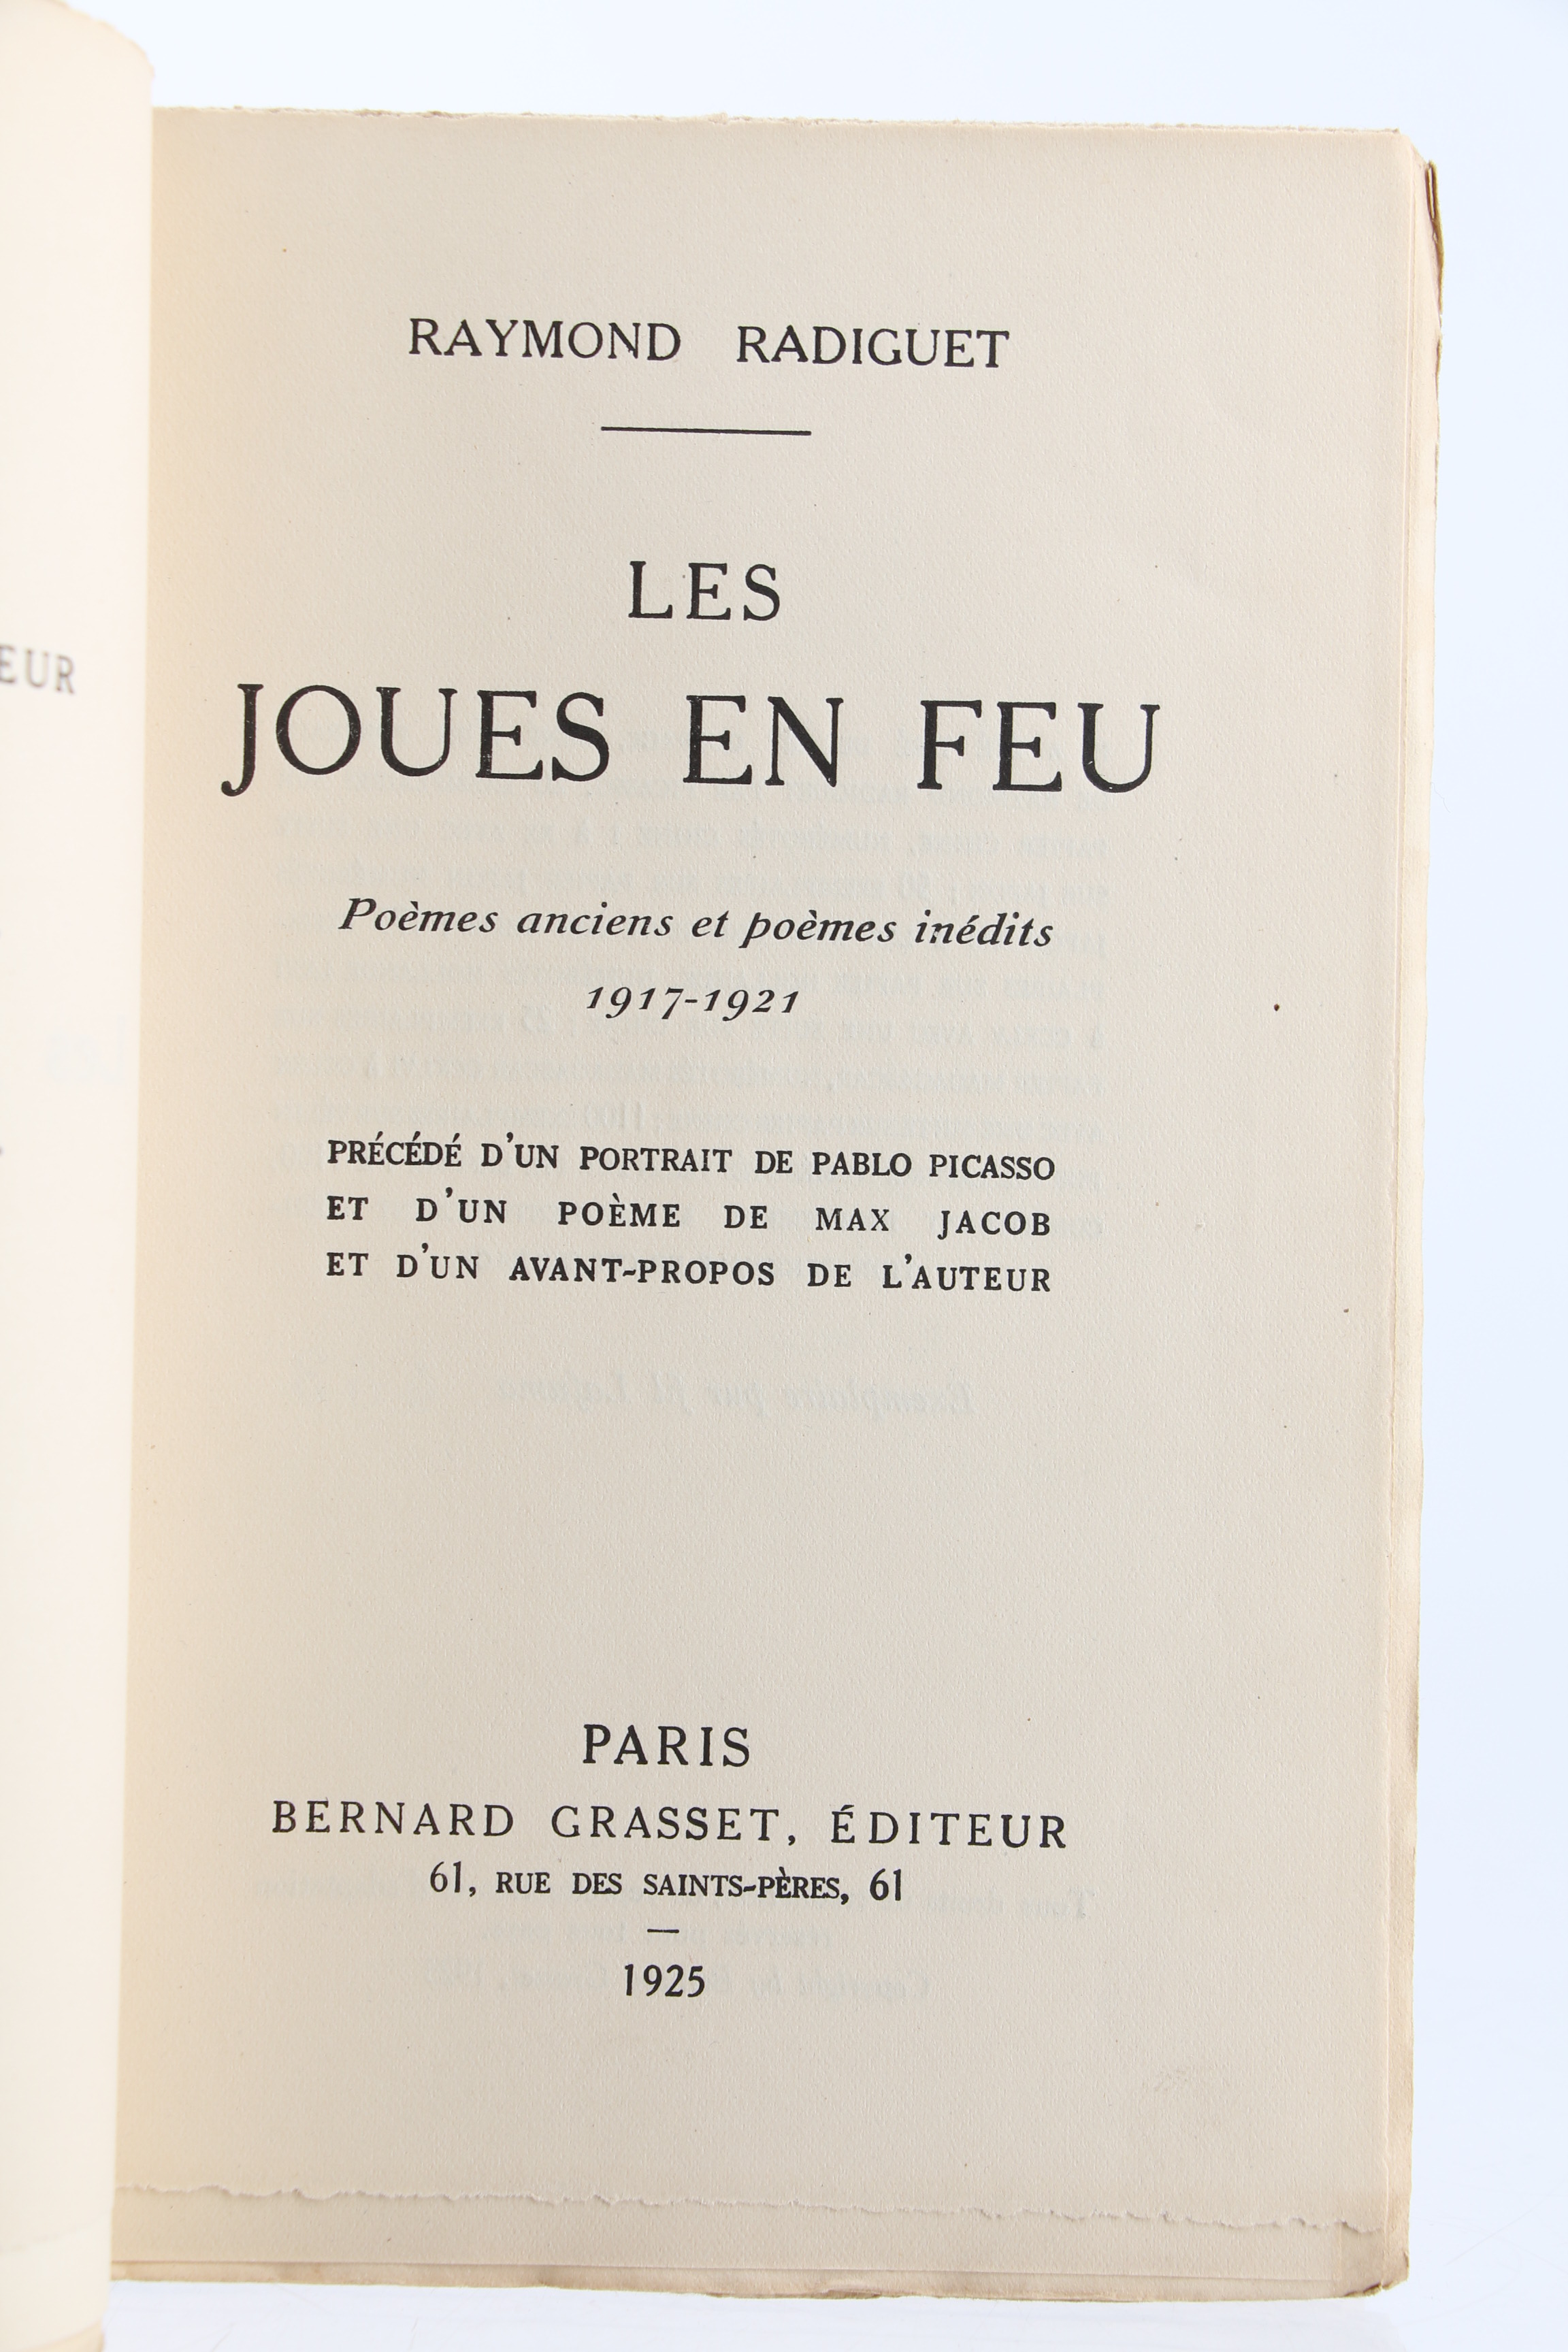 RAYMOND RADIGUET
LES
JOUES EN FEU
Poèmes anciens et poèmes inédits
1917-1921
PRÉCÉDÉ D'UN PORTRAIT DE PABLO PICASSO
ET D'UN POÈME DE MAX JACOB
ET D'UN AVANT-PROPOS DE L'AUTEUR
PARIS
BERNARD GRASSET, ÉDITEUR
61, RUE DES SAINTS-PÈRES, 61
1925